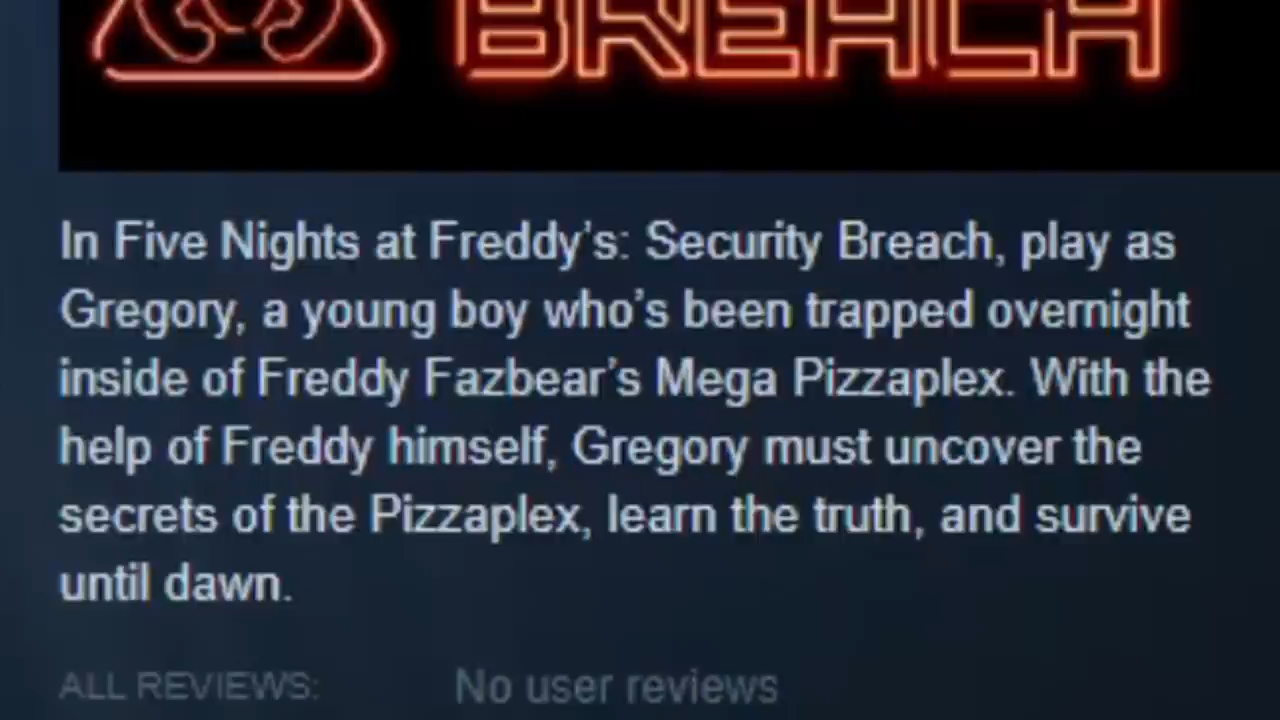 BREACH
In Five Nights at Freddy’s: Security Breach, play as
Gregory, a young boy who’s been trapped overnight
inside of Freddy Fazbear’s Mega Pizzaplex. With the
help of Freddy himself, Gregory must uncover the
secrets of the Pizzaplex, learn the truth, and survive
until dawn.
ALL REVIEWS: No user reviews